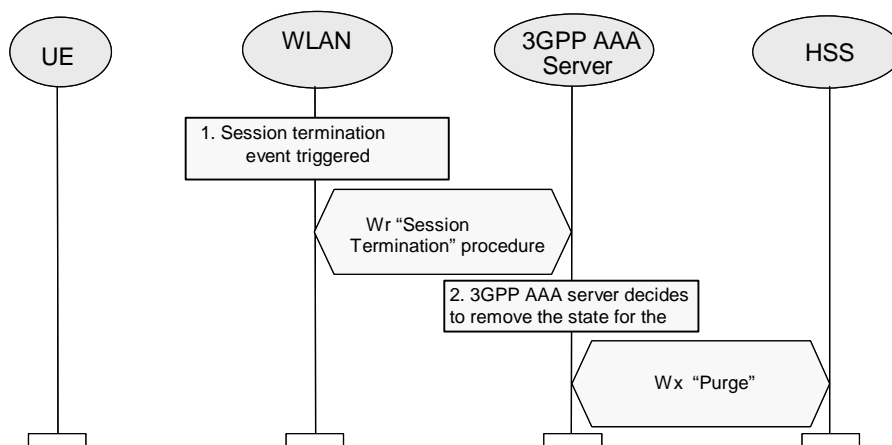 UE
WLAN
3GPP AAA
Server
HSS
1. Session termination
event triggered
Wr “Session
Termination” procedure
2. 3GPP AAA server decides
to remove the state for the
Wx “Purge”